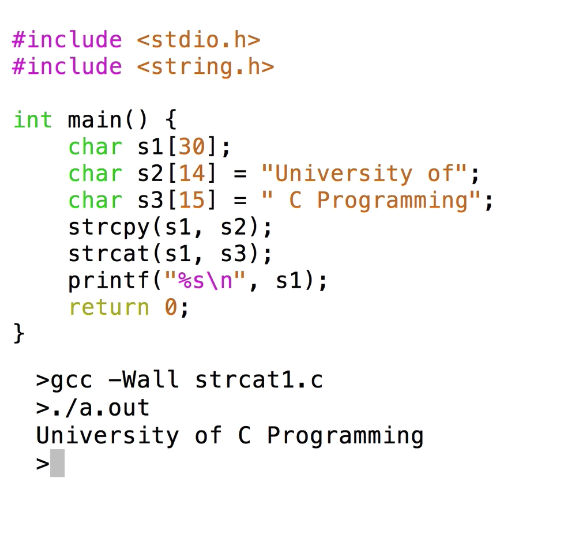 #include <stdio.h>
#include <string.h>

int main() {
    char s1[30];
    char s2[14] = "University of";
    char s3[15] = " C Programming";
    strcpy(s1, s2);
    strcat(s1, s3);
    printf("%s\n", s1);
    return 0;
}
>gcc -Wall strcat1.c
>./a.out
University of C Programming
>